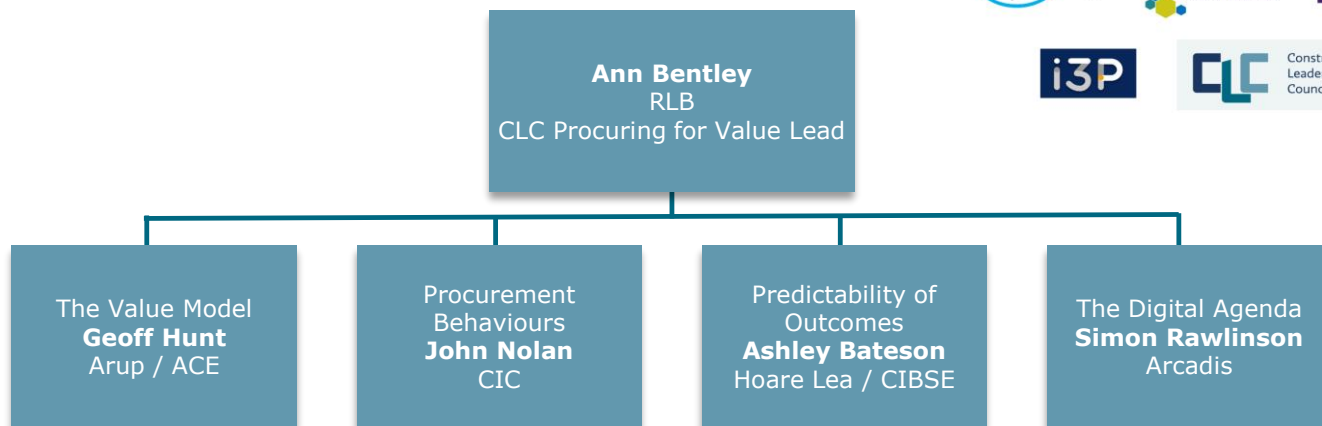 i3P
CLC
Ann Bentley
RLB
CLC Procuring for Value Lead
The Value Model
Geoff Hunt
Arup / ACE
Procurement
Behaviours
John Nolan
CIC
Predictability of
Outcomes
Ashley Bateson
Hoare Lea / CIBSE
The Digital Agenda
Simon Rawlinson
Arcadis